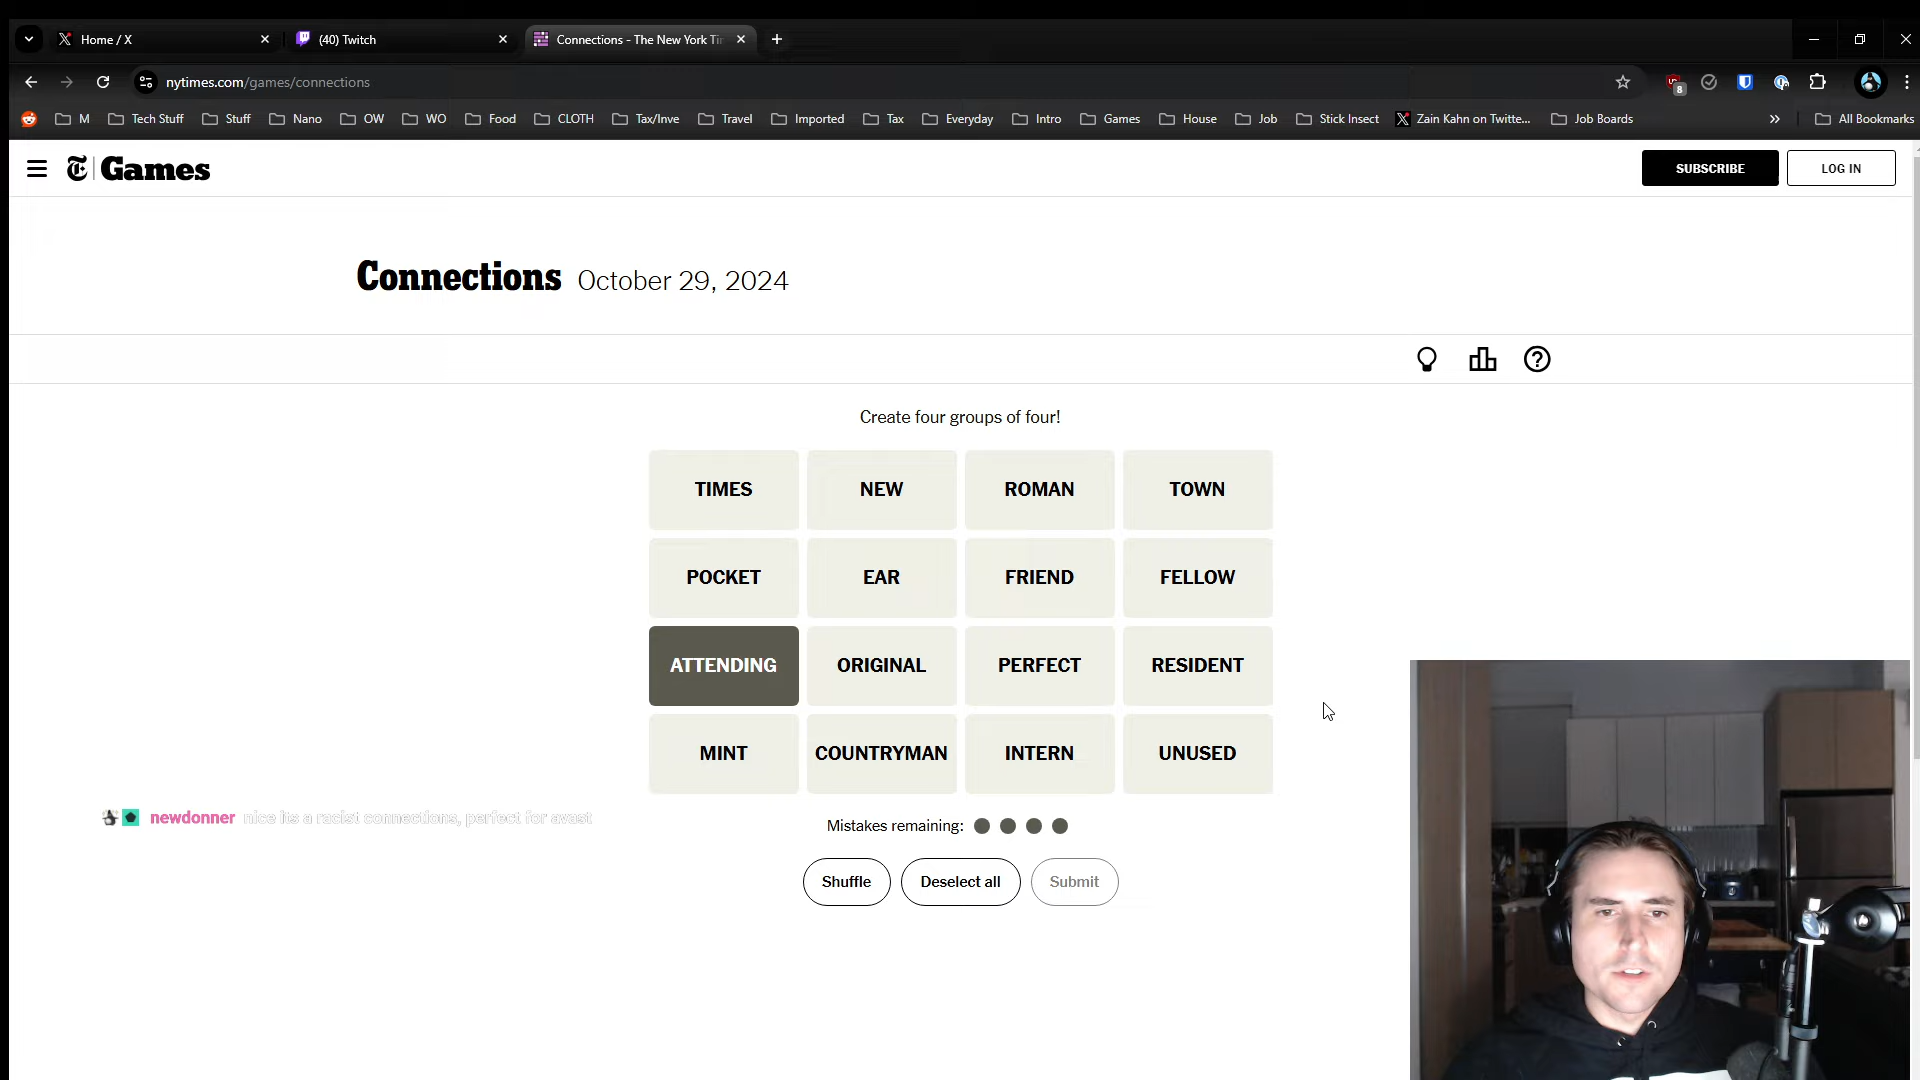 Home / X
(40) Twitch
Connections - The New York Tir
nytimes.com/games/connections
M
Tech Stuff
Stuff
Nano
OW
WO
Food
CLOTH
Tax/Inve
Travel
Imported
Tax
Everyday
Intro
Games
House
Job
Stick Insect
Zain Kahn on Twitte...
Job Boards
»
All Bookmarks
8
Games
SUBSCRIBE
LOG IN
Connections October 29, 2024
Create four groups of four!
TIMES NEW ROMAN TOWN
POCKET EAR FRIEND FELLOW
ATTENDING ORIGINAL PERFECT RESIDENT
MINT COUNTRYMAN INTERN UNUSED
newdonner nice its a racist connections, perfect for avast
Mistakes remaining:
Shuffle Deselect all Submit